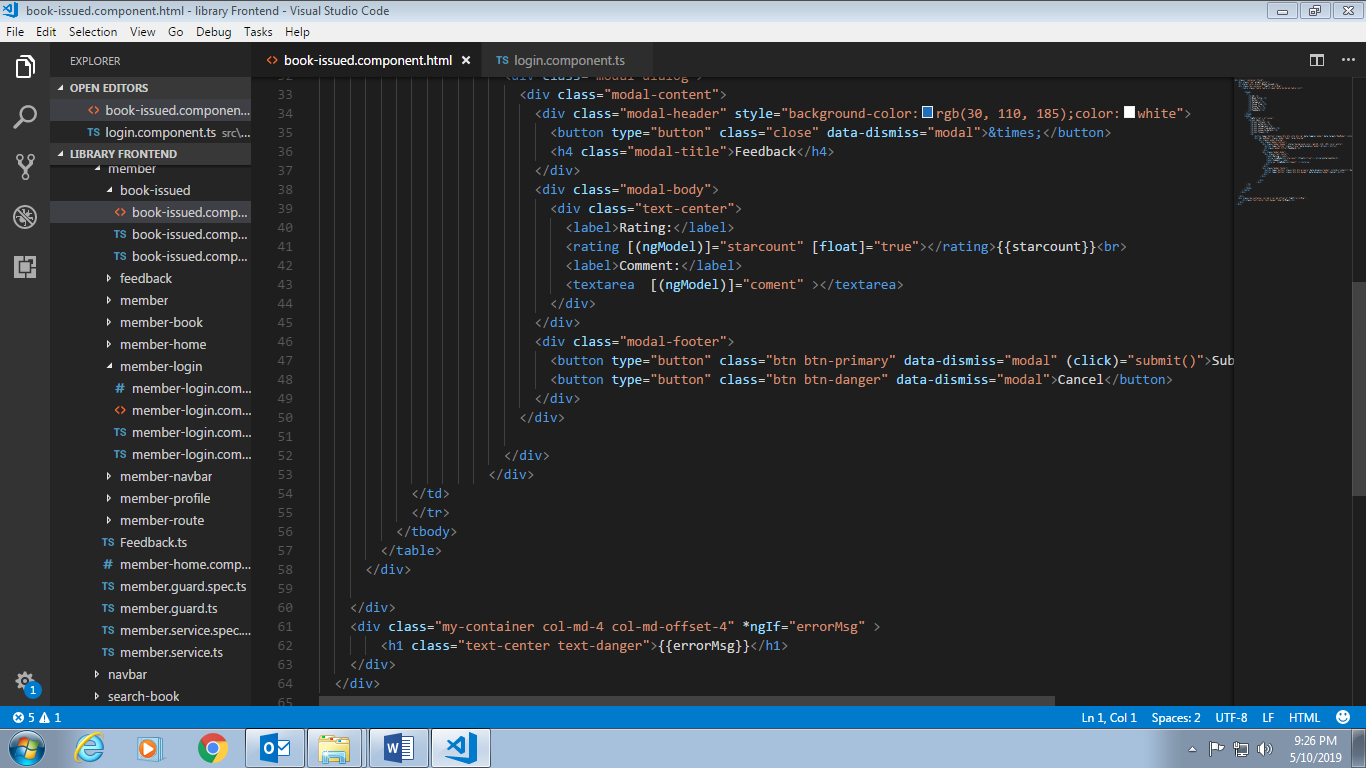 book-issued.component.html - library Frontend - Visual Studio Code
File Edit Selection View Go Debug Tasks Help
EXPLORER
OPEN EDITORS
book-issued.componen...
login.component.ts src\...
LIBRARY FRONTEND
member
book-issued
book-issued.comp...
book-issued.comp...
book-issued.comp...
feedback
member
member-book
member-home
member-login
member-login.com...
member-login.com...
member-login.com...
member-login.com...
member-navbar
member-profile
member-route
Feedback.ts
member-home.comp...
member.guard.spec.ts
member.guard.ts
member.service.spec....
member.service.ts
navbar
search-book
book-issued.component.html login.component.ts
32 <div class="modal-dialog">
33 <div class="modal-content">
34 <div class="modal-header" style="background-color:rgb(30, 110, 185);color:white">
35 <button type="button" class="close" data-dismiss="modal">&times;</button>
36 <h4 class="modal-title">Feedback</h4>
37 </div>
38 <div class="modal-body">
39 <div class="text-center">
40 <label>Rating:</label>
41 <rating [(ngModel)]="starcount" [float]="true"></rating>{{starcount}}<br>
42 <label>Comment:</label>
43 <textarea  [(ngModel)]="coment" ></textarea>
44 </div>
45 </div>
46 <div class="modal-footer">
47 <button type="button" class="btn btn-primary" data-dismiss="modal" (click)="submit()">Sub
48 <button type="button" class="btn btn-danger" data-dismiss="modal">Cancel</button>
49 </div>
50 </div>
51
52 </div>
53 </div>
54 </td>
55 </tr>
56 </tbody>
57 </table>
58 </div>
59
60 </div>
61 <div class="my-container col-md-4 col-md-offset-4" *ngIf="errorMsg" >
62 <h1 class="text-center text-danger">{{errorMsg}}</h1>
63 </div>
64 </div>
65
1
5 1 Ln 1, Col 1 Spaces: 2 UTF-8 LF HTML
9:26 PM
5/10/2019